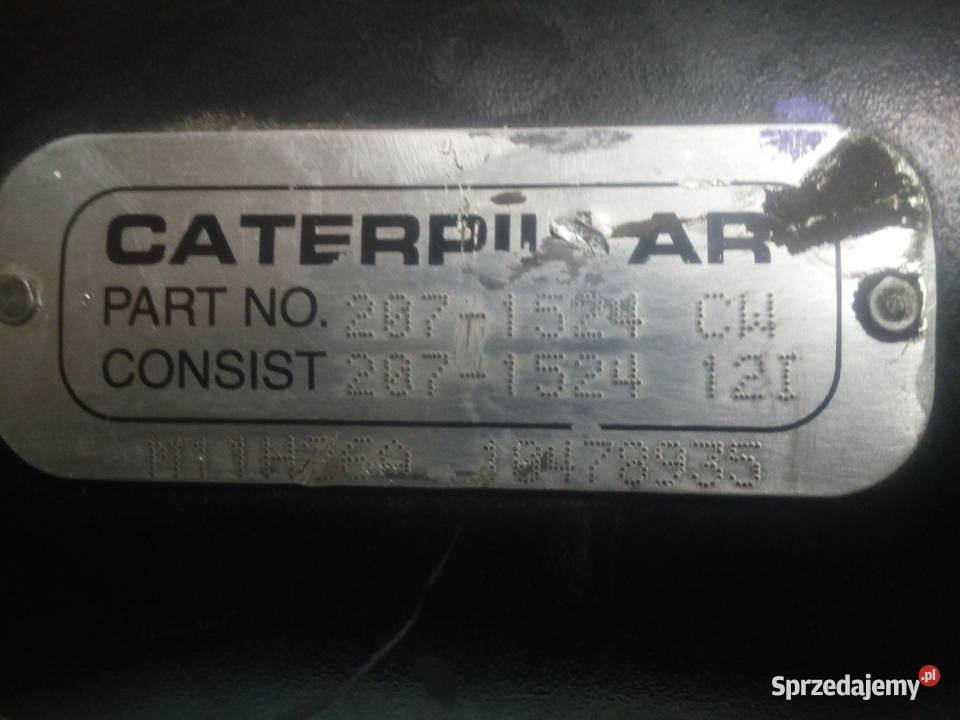 CATERPILLAR
PART NO. 207-1524 CW
CONSIST 207-1524 12I
10478935
Sprzedajemy.pl